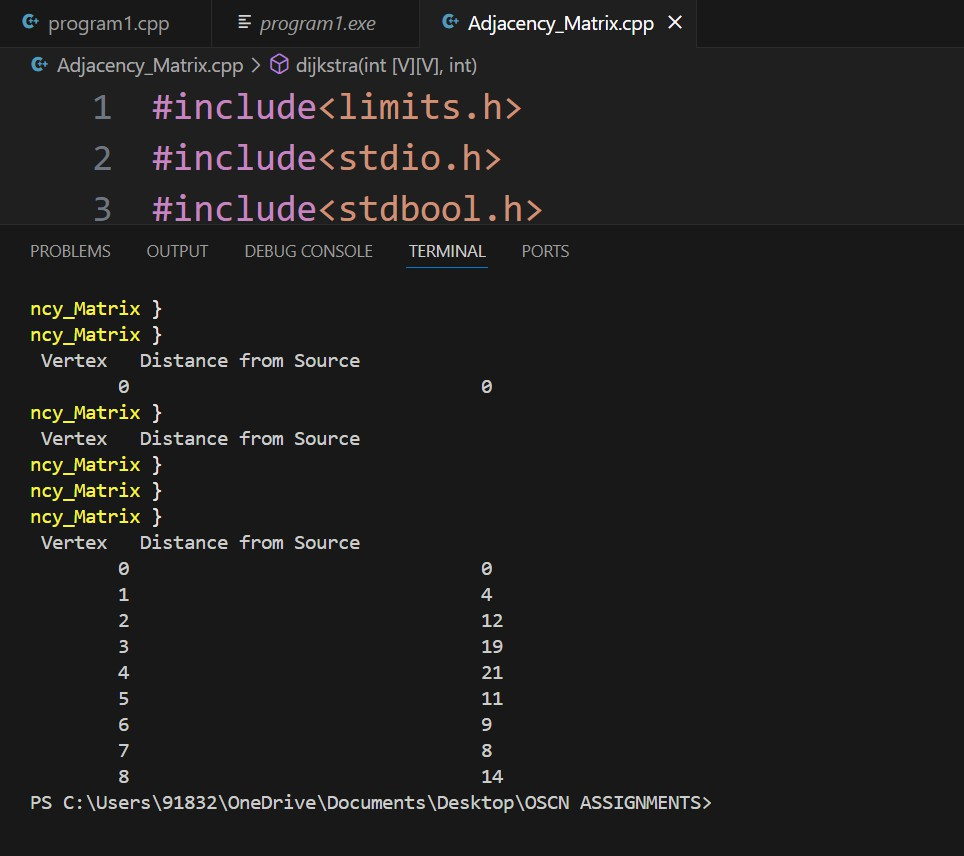 program1.cpp program1.exe Adjacency_Matrix.cpp
Adjacency_Matrix.cpp > dijkstra(int [V][V], int)
1 #include<limits.h>
2 #include<stdio.h>
3 #include<stdbool.h>
PROBLEMS OUTPUT DEBUG CONSOLE TERMINAL PORTS
ncy_Matrix }
ncy_Matrix }
Vertex Distance from Source
0 0
ncy_Matrix }
Vertex Distance from Source
ncy_Matrix }
ncy_Matrix }
ncy_Matrix }
Vertex Distance from Source
0 0
1 4
2 12
3 19
4 21
5 11
6 9
7 8
8 14
PS C:\Users\91832\OneDrive\Documents\Desktop\OSCN ASSIGNMENTS>